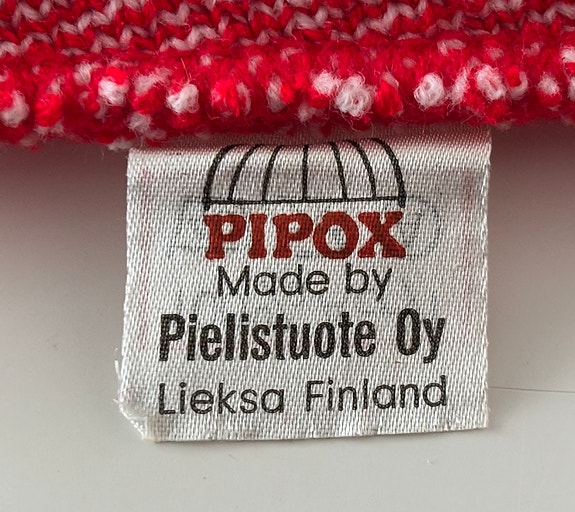 PIPOX
Made by
Pielistuote Oy
Lieksa Finland